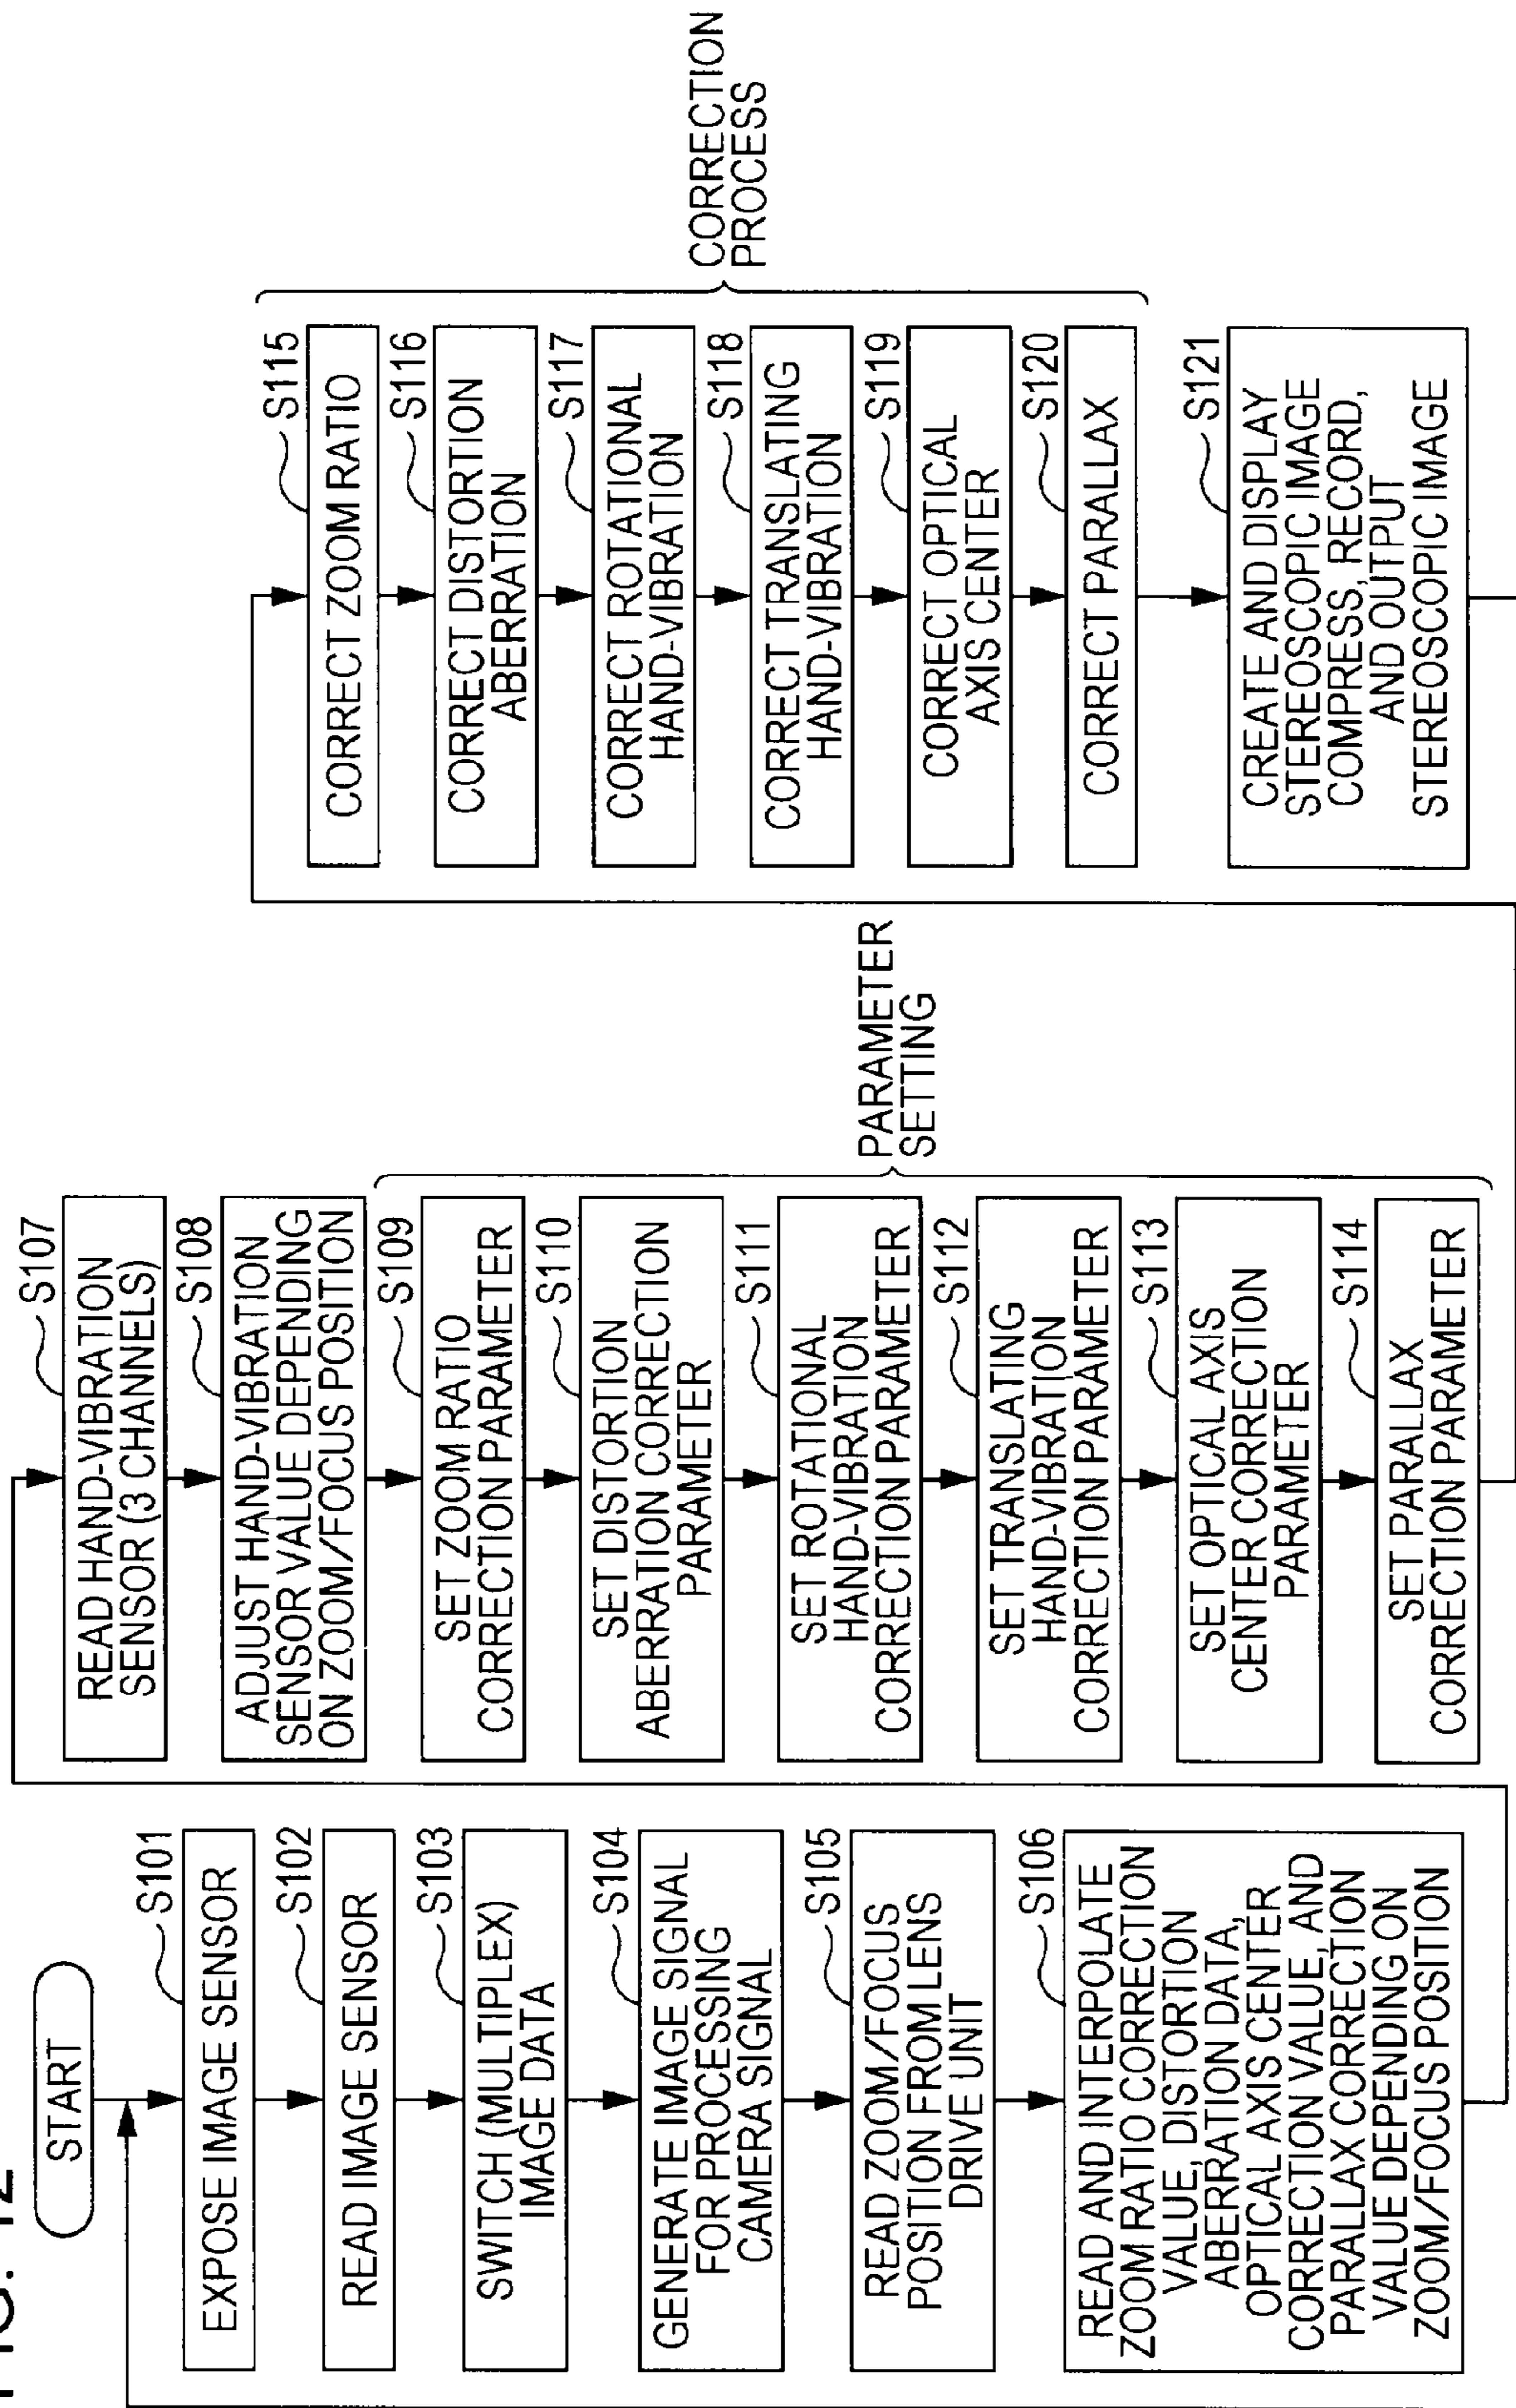 FIG. 12
START
S101
EXPOSE IMAGE SENSOR
S102
READ IMAGE SENSOR
S103
SWITCH (MULTIPLEX)
IMAGE DATA
S104
GENERATE IMAGE SIGNAL
FOR PROCESSING
CAMERA SIGNAL
S105
READ ZOOM/FOCUS
POSITION FROM LENS
DRIVE UNIT
S106
READ AND INTERPOLATE
ZOOM RATIO CORRECTION
VALUE, DISTORTION
ABERRATION DATA,
OPTICAL AXIS CENTER
CORRECTION VALUE, AND
PARALLAX CORRECTION
VALUE DEPENDING ON
ZOOM/FOCUS POSITION
S107
READ HAND-VIBRATION
SENSOR (3 CHANNELS)
S108
ADJUST HAND-VIBRATION
SENSOR VALUE DEPENDING
ON ZOOM/FOCUS POSITION
S109
SET ZOOM RATIO
CORRECTION PARAMETER
S110
SET DISTORTION
ABERRATION CORRECTION
PARAMETER
S111
SET ROTATIONAL
HAND-VIBRATION
CORRECTION PARAMETER
S112
SET TRANSLATING
HAND-VIBRATION
CORRECTION PARAMETER
S113
SET OPTICAL AXIS
CENTER CORRECTION
PARAMETER
S114
SET PARALLAX
CORRECTION PARAMETER
PARAMETER
SETTING
S115
CORRECT ZOOM RATIO
S116
CORRECT DISTORTION
ABERRATION
S117
CORRECT ROTATIONAL
HAND-VIBRATION
S118
CORRECT TRANSLATING
HAND-VIBRATION
S119
CORRECT OPTICAL
AXIS CENTER
S120
CORRECT PARALLAX
CORRECTION
PROCESS
S121
CREATE AND DISPLAY
STEREOSCOPIC IMAGE
COMPRESS, RECORD,
AND OUTPUT
STEREOSCOPIC IMAGE